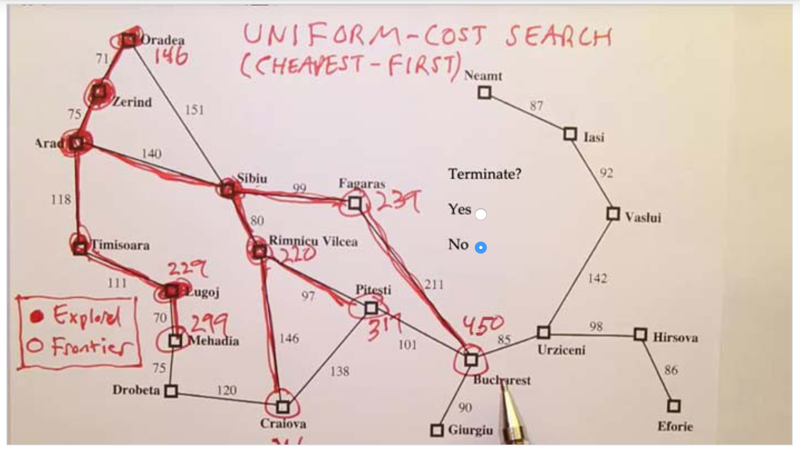 UNIFORM-COST SEARCH
(CHEAPEST-FIRST)
Oradea
146
71
Neamt
87
Zerind
151
75
Iasi
Arad
140
92
Terminate?
Sibiu
99
Fagaras
239
118
Yes
Vaslui
80
Rimnicu Vilcea
220
No
Timisoara
111
229
Lugoj
97
Pitesti
317
211
142
Explord
Frontier
70
299
Mehadia
146
101
450
85
98
Urziceni
Hirsova
75
138
86
Bucharest
Drobeta
120
90
Craiova
Giurgiu
Eforie